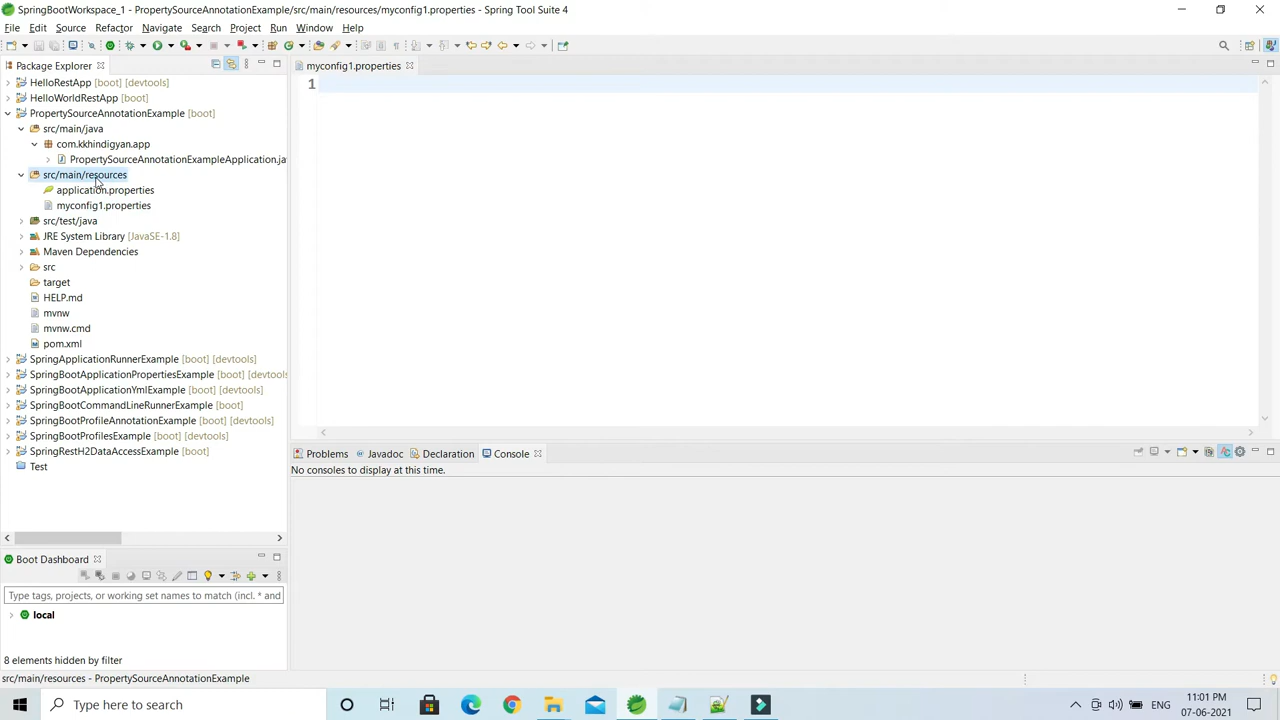 SpringBootWorkspace_1 - PropertySourceAnnotationExample/src/main/resources/myconfig1.properties - Spring Tool Suite 4
File Edit Source Refactor Navigate Search Project Run Window Help
Package Explorer
myconfig1.properties
1
HelloRestApp [boot] [devtools]
HelloWorldRestApp [boot]
PropertySourceAnnotationExample [boot]
src/main/java
com.kkhindigyan.app
PropertySourceAnnotationExampleApplication.ja
src/main/resources
application.properties
myconfig1.properties
src/test/java
JRE System Library [JavaSE-1.8]
Maven Dependencies
src
target
HELP.md
mvnw
mvnw.cmd
pom.xml
SpringApplicationRunnerExample [boot] [devtools]
SpringBootApplicationPropertiesExample [boot] [devtools
SpringBootApplicationYmlExample [boot] [devtools]
SpringBootCommandLineRunnerExample [boot]
SpringBootProfileAnnotationExample [boot] [devtools]
SpringBootProfilesExample [boot] [devtools]
SpringRestH2DataAccessExample [boot]
Test
Problems Javadoc Declaration Console
No consoles to display at this time.
Boot Dashboard
Type tags, projects, or working set names to match (incl. * and
local
8 elements hidden by filter
src/main/resources - PropertySourceAnnotationExample
Type here to search
ENG
11:01 PM
07-06-2021